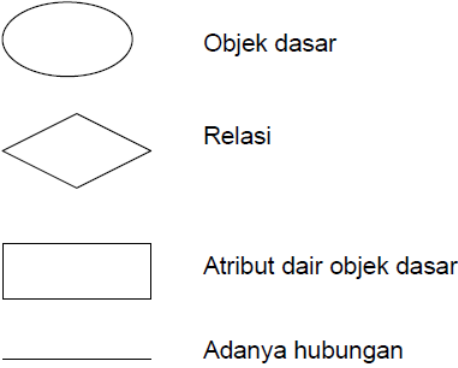 Objek dasar
Relasi
Atribut dair objek dasar
Adanya hubungan